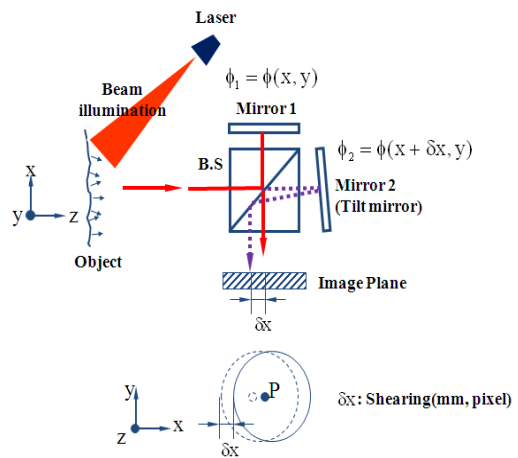 Laser
Beam
illumination
ϕ₁ = ϕ(x, y)
Mirror 1
B.S
ϕ₂ = ϕ(x + δx, y)
Mirror 2
(Tilt mirror)
x
y
z
Object
Image Plane
δx
y
P
δx: Shearing(mm, pixel)
z
x
δx